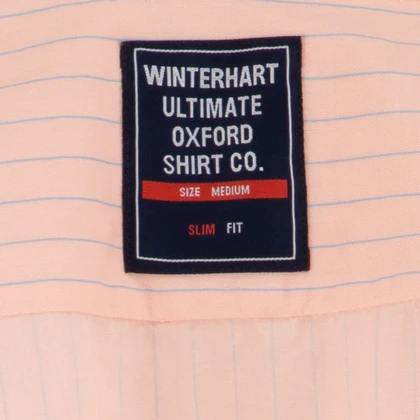 WINTERHART
ULTIMATE
OXFORD
SHIRT CO.
SIZE MEDIUM
SLIM FIT